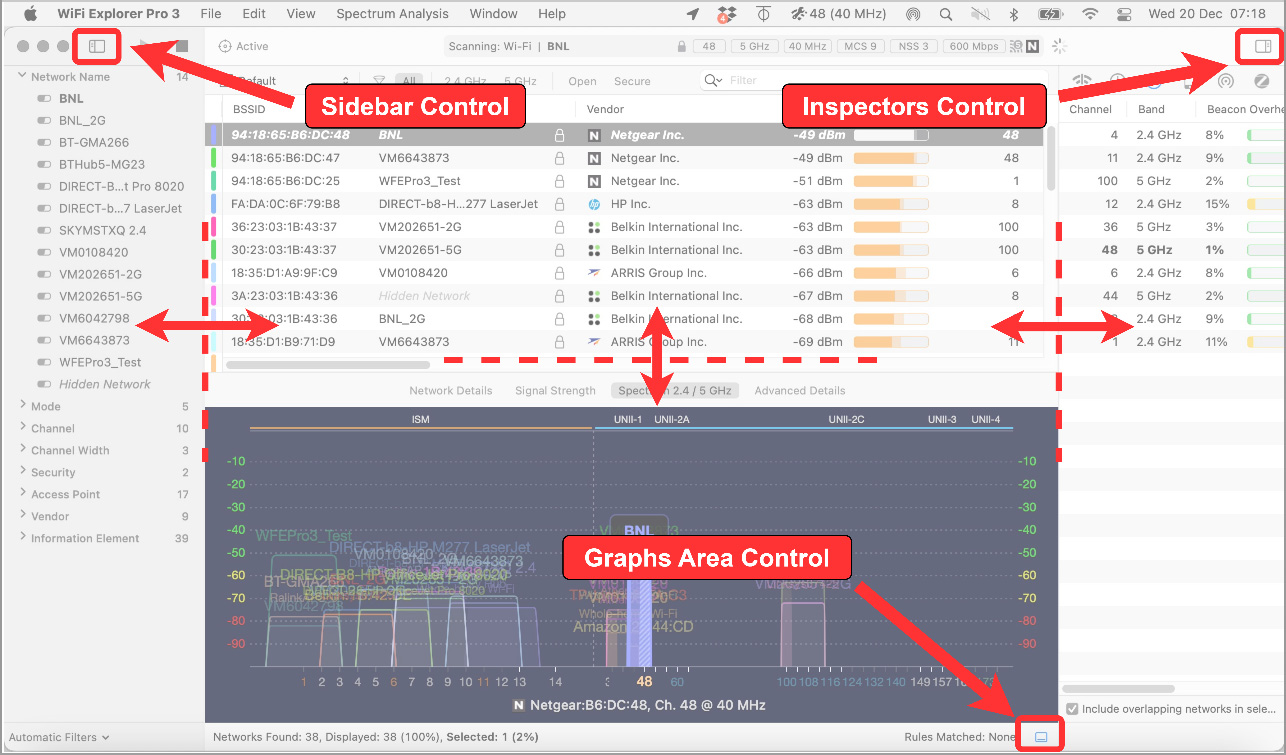 WiFi Explorer Pro 3 File Edit View Spectrum Analysis Window Help 4 48 (40 MHz) Wed 20 Dec 07:18
Active Scanning: Wi-Fi | BNL 48 5 GHz 40 MHz MCS 9 NSS 3 600 Mbps N
Network Name 14
BNL
BNL_2G
BT-GMA266
BTHub5-MG23
DIRECT-B...t Pro 8020
DIRECT-b...7 LaserJet
SKYMSTXQ 2.4
VM0108420
VM202651-2G
VM202651-5G
VM6042798
VM6643873
WFEPro3_Test
Hidden Network
Mode 5
Channel 10
Channel Width 3
Security 2
Access Point 17
Vendor 9
Information Element 39
Automatic Filters
Sidebar Control
Inspectors Control
All 2.4 GHz 5 GHz Open Secure Filter
BSSID Vendor
94:18:65:B6:DC:48 BNL N Netgear Inc. -49 dBm 48
94:18:65:B6:DC:47 VM6643873 N Netgear Inc. -49 dBm 48
94:18:65:B6:DC:25 WFEPro3_Test N Netgear Inc. -51 dBm 1
FA:DA:0C:6F:79:B8 DIRECT-b8-H...277 LaserJet hp HP Inc. -63 dBm 8
36:23:03:1B:43:37 VM202651-2G Belkin International Inc. -63 dBm 100
30:23:03:1B:43:37 VM202651-5G Belkin International Inc. -63 dBm 100
18:35:D1:A9:9F:C9 VM0108420 ARRIS Group Inc. -66 dBm 6
3A:23:03:1B:43:36 Hidden Network Belkin International Inc. -67 dBm 8
BNL_2G -68 dBm
18:35:D1:B9:71:D9 VM6643873 ARRIS Group Inc. -69 dBm 11
Channel Band Beacon Overhe
4 2.4 GHz 8%
11 2.4 GHz 9%
100 5 GHz 2%
12 2.4 GHz 15%
36 5 GHz 3%
48 5 GHz 1%
6 2.4 GHz 8%
44 5 GHz 2%
2.4 GHz 9%
1 2.4 GHz 11%
Include overlapping networks in sele...
Network Details Signal Strength Spectrum 2.4 / 5 GHz Advanced Details
ISM UNII-1 UNII-2A UNII-2C UNII-3 UNII-4
-10 -10
-20 -20
-30 -30
-40 -40
-50 -50
-60 -60
-70 -70
-80 -80
-90 -90
BNL
WFEPro3_Test
DIRECT-b8-HP M277 LaserJet
VM0108420
VM6643873
VM6042798
Graphs Area Control
1 2 3 4 5 6 7 8 9 10 11 12 13 14 48 60 100 108 116 124 132 140 149 157
N Netgear:B6:DC:48, Ch. 48 @ 40 MHz
Networks Found: 38, Displayed: 38 (100%), Selected: 1 (2%) Rules Matched: None